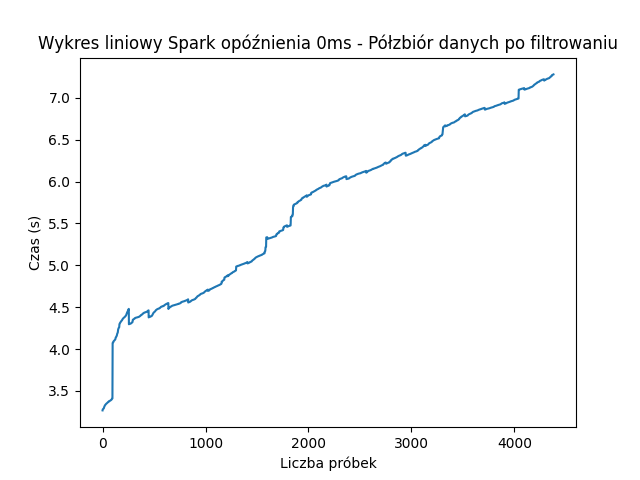 Wykres liniowy Spark opóźnienia 0ms - Półzbiór danych po filtrowaniu
7.0
6.5
6.0
5.5
5.0
4.5
4.0
3.5
Czas (s)
0 1000 2000 3000 4000
Liczba próbek